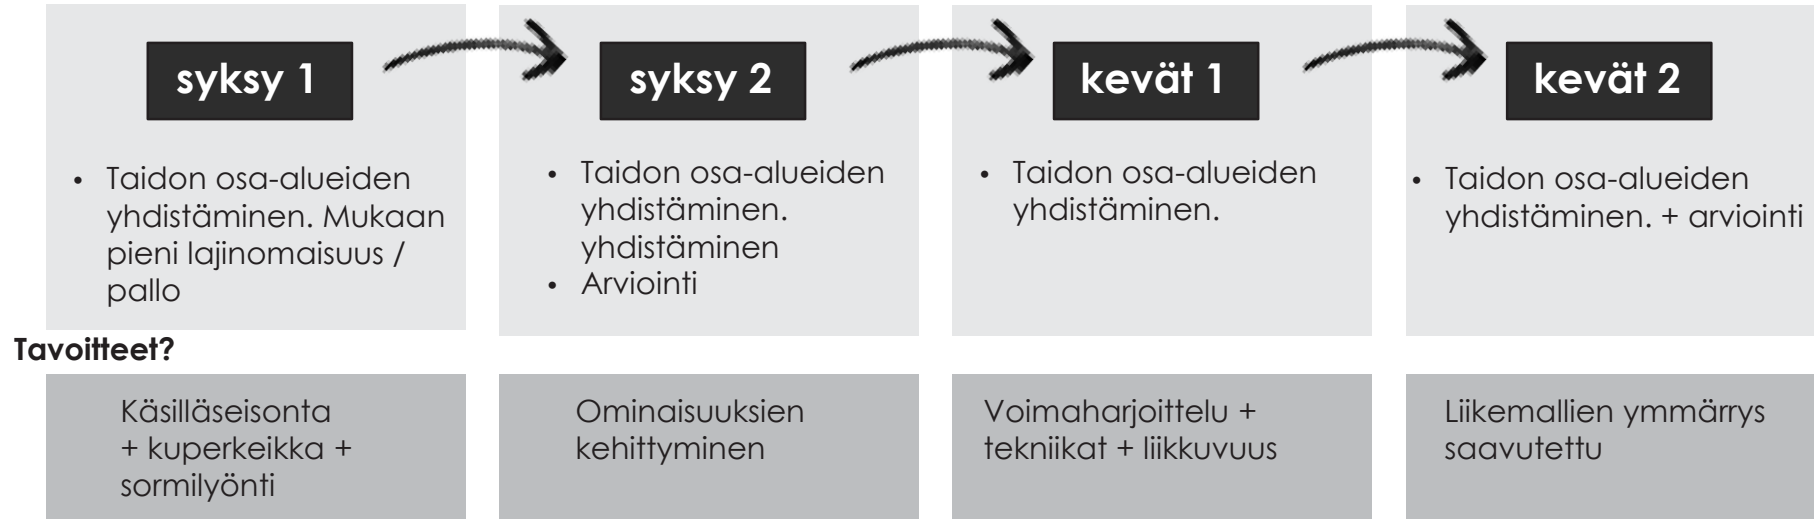 syksy 1
• Taidon osa-alueiden
yhdistäminen. Mukaan
pieni lajinomaisuus /
pallo
syksy 2
• Taidon osa-alueiden
yhdistäminen.
yhdistäminen
• Arviointi
kevät 1
• Taidon osa-alueiden
yhdistäminen.
kevät 2
• Taidon osa-alueiden
yhdistäminen. + arviointi
Tavoitteet?
Käsilläseisonta
+ kuperkeikka +
sormilyönti
Ominaisuuksien
kehittyminen
Voimaharjoittelu +
tekniikat + liikkuvuus
Liikemallien ymmärrys
saavutettu